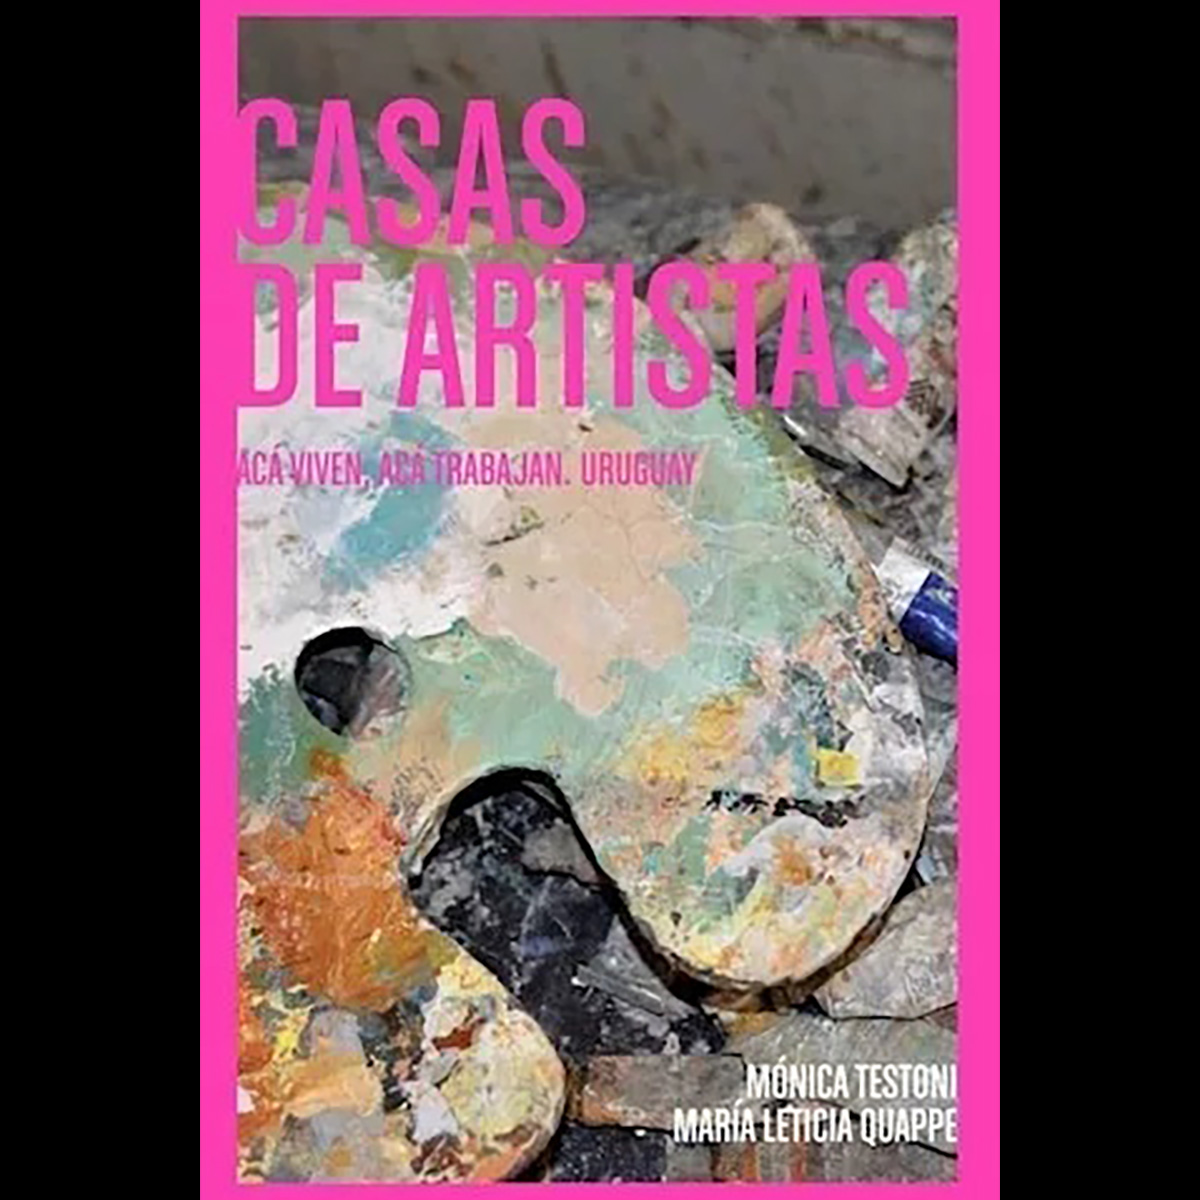 CASAS
DE ARTISTAS
ACÁ VIVEN, ACÁ TRABAJAN. URUGUAY
MÓNICA TESTONI
MARÍA LETICIA QUAPPE